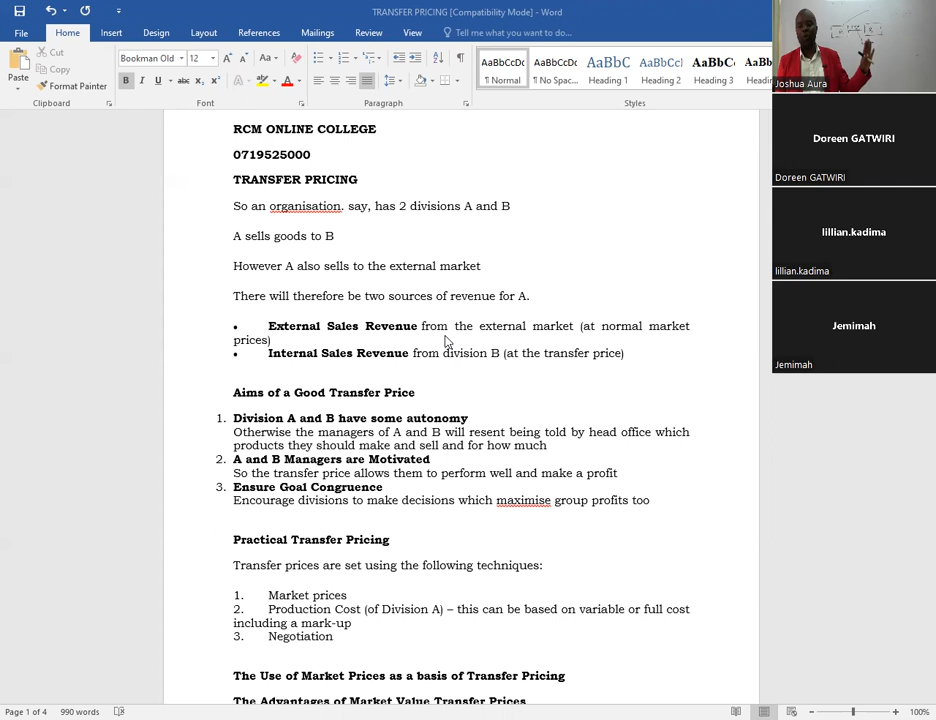 TRANSFER PRICING [Compatibility Mode] - Word
File Home Insert Design Layout References Mailings Review View Tell me what you want to do...
Paste
Cut
Copy
Format Painter
Bookman Old 12
B I U abc X₂ X²
AaBbCcDc AaBbCcDc AaBbC AaBbCcI AaBbC AaBb
¶ Normal ¶ No Spac... Heading 1 Heading 2 Heading 3 Head
Clipboard Font Paragraph Styles
Joshua Aura
Doreen GATWIRI
Doreen GATWIRI
lillian.kadima
lillian.kadima
Jemimah
Jemimah
RCM ONLINE COLLEGE
0719525000
TRANSFER PRICING
So an organisation. say, has 2 divisions A and B
A sells goods to B
However A also sells to the external market
There will therefore be two sources of revenue for A.
• External Sales Revenue from the external market (at normal market
prices)
• Internal Sales Revenue from division B (at the transfer price)
Aims of a Good Transfer Price
1. Division A and B have some autonomy
Otherwise the managers of A and B will resent being told by head office which
products they should make and sell and for how much
2. A and B Managers are Motivated
So the transfer price allows them to perform well and make a profit
3. Ensure Goal Congruence
Encourage divisions to make decisions which maximise group profits too
Practical Transfer Pricing
Transfer prices are set using the following techniques:
1. Market prices
2. Production Cost (of Division A) – this can be based on variable or full cost
including a mark-up
3. Negotiation
The Use of Market Prices as a basis of Transfer Pricing
The Advantages of Market Value Transfer Prices
Page 1 of 4 990 words 100%